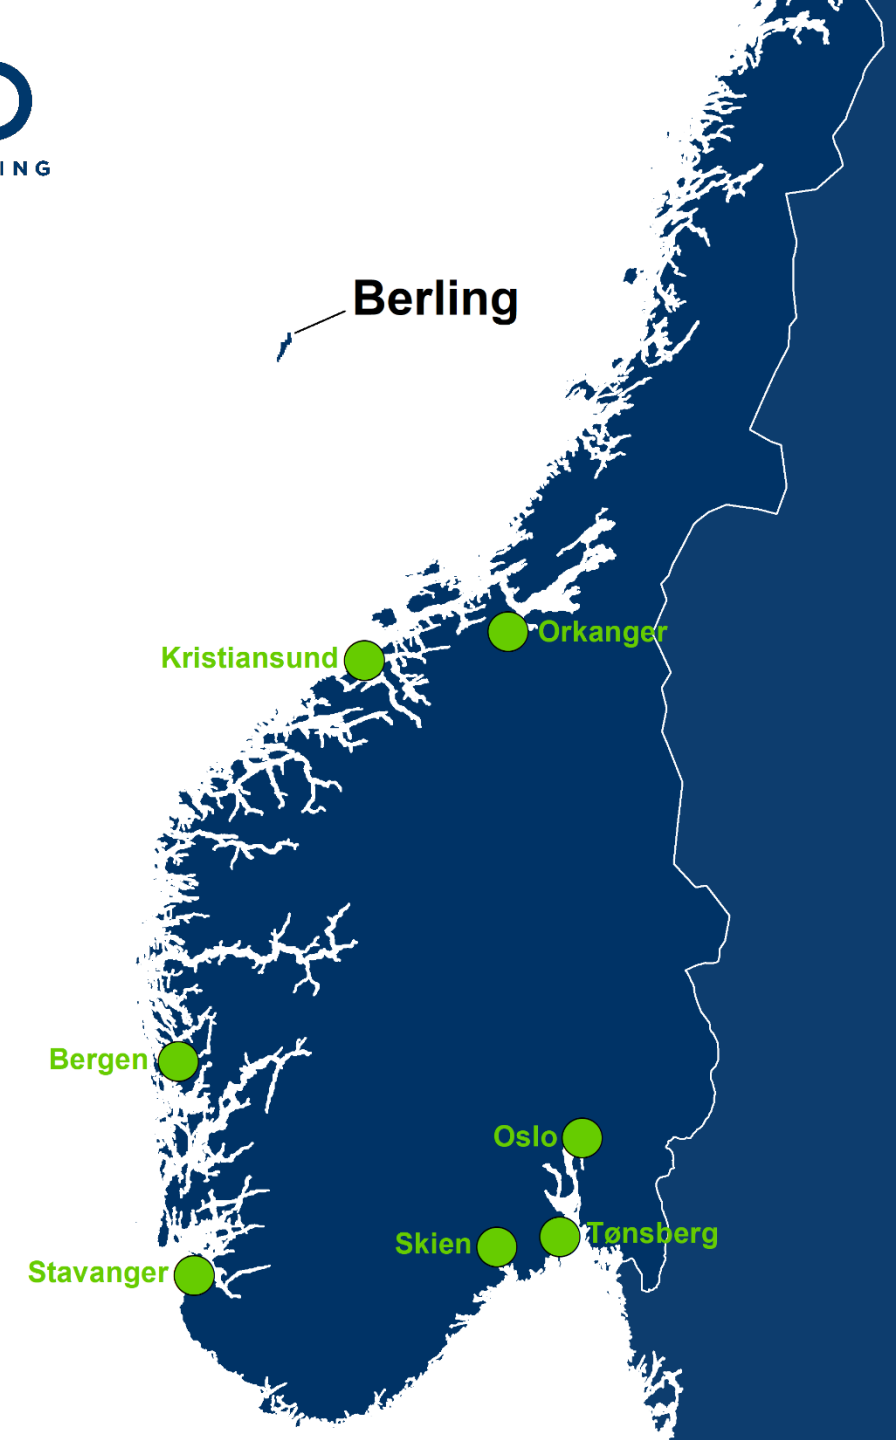 ING
Berling
Orkanger
Kristiansund
Bergen
Oslo
Tønsberg
Skien
Stavanger